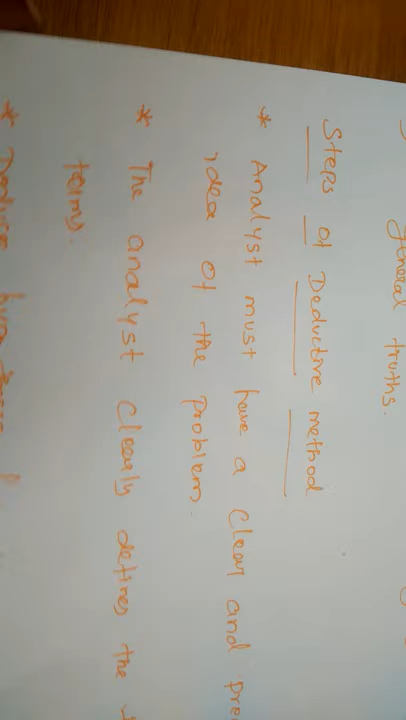 general truths.
Steps of Deductive method
* Analyst must have a clear and
idea of the problem.
* The analyst clearly defines the
terms.
*